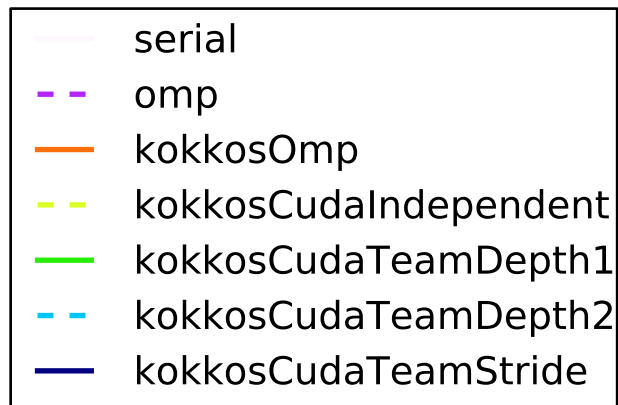 serial
omp
kokkosOmp
kokkosCudaIndependent
kokkosCudaTeamDepth1
kokkosCudaTeamDepth2
kokkosCudaTeamStride